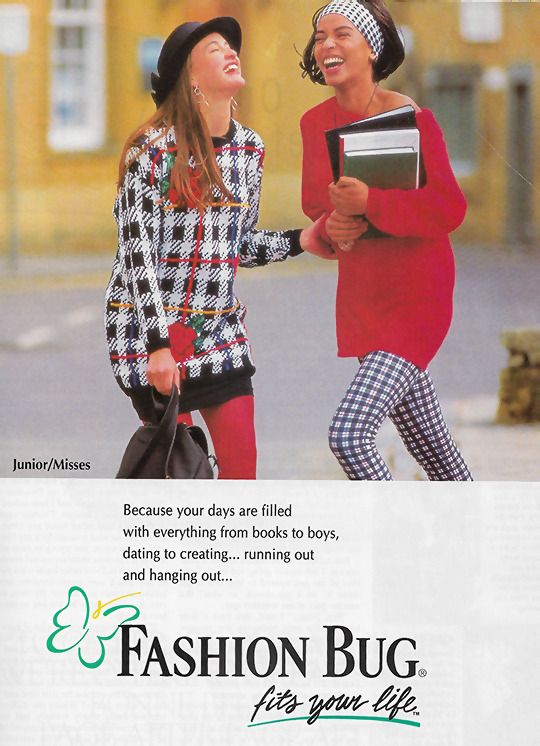 Junior/Misses
Because your days are filled
with everything from books to boys,
dating to creating... running out
and hanging out...
FASHION BUG®
fits your life™